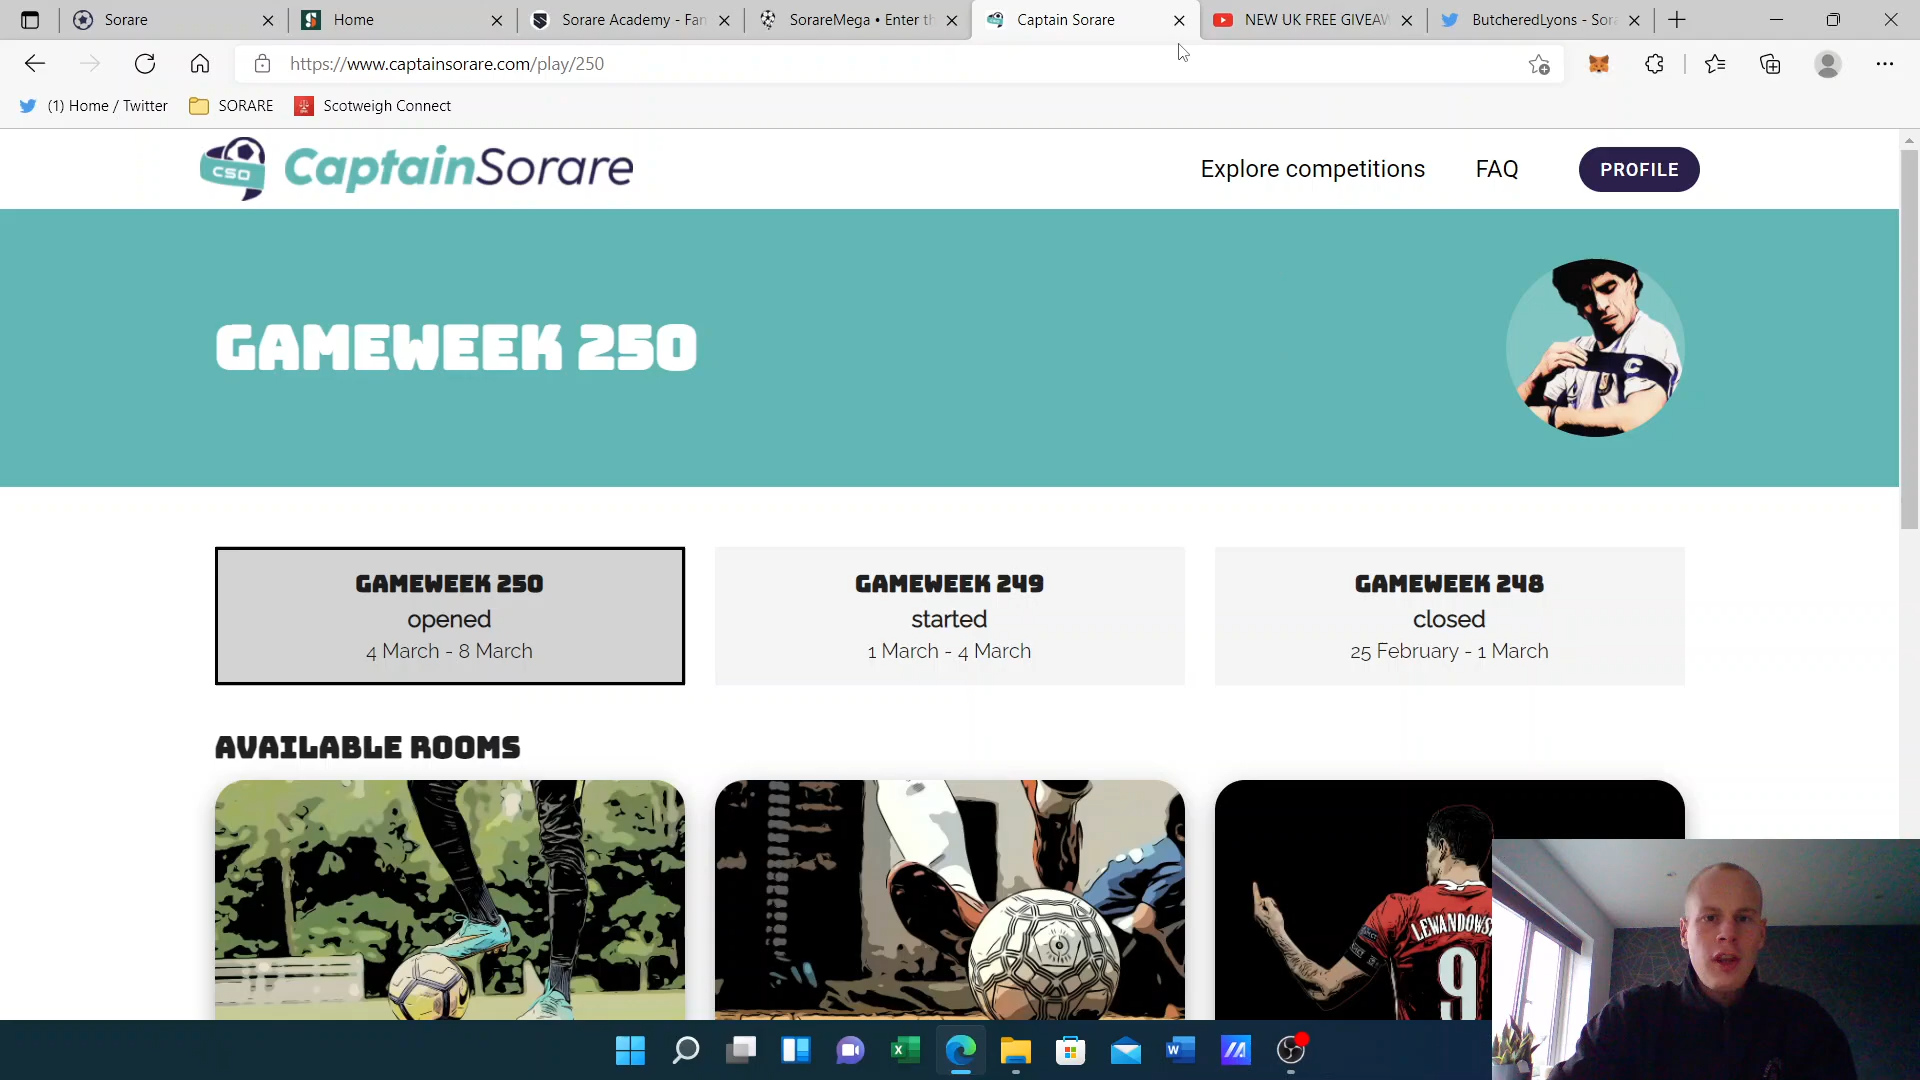 Sorare
Home
Sorare Academy - Fan
SorareMega • Enter th
Captain Sorare
NEW UK FREE GIVEAW
ButcheredLyons - Sora
https://www.captainsorare.com/play/250
(1) Home / Twitter
SORARE
Scotweigh Connect
CSO
CaptainSorare
Explore competitions
FAQ
PROFILE
GAMEWEEK 250
C
GAMEWEEK 250
opened
4 March - 8 March
GAMEWEEK 249
started
1 March - 4 March
GAMEWEEK 248
closed
25 February - 1 March
AVAILABLE ROOMS
LEWANDOWS
9